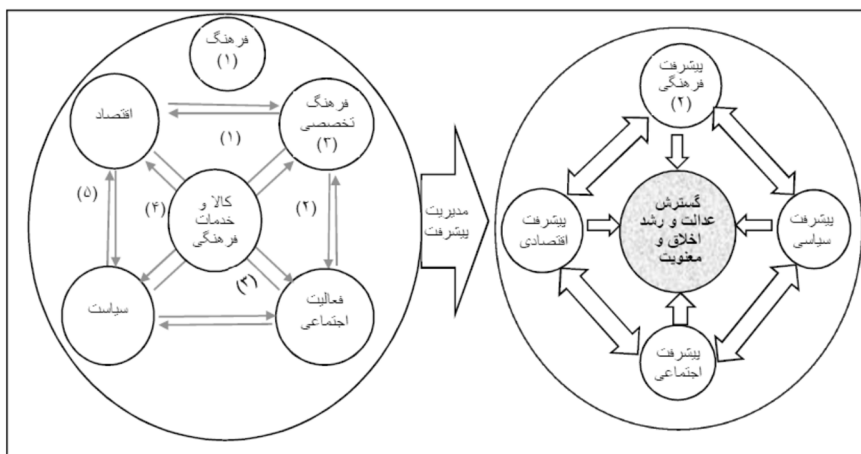 فرهنگ
(۱)
اقتصاد
فرهنگ
تخصصی
(۳)
(۱)
(۵)
(۴)
کالا و
خدمات
فرهنگی
(۲)
(۳)
سیاست
فعالیت
اجتماعی
مدیریت
پیشرفت
پیشرفت
فرهنگی
(۲)
گسترش
عدالت و رشد
اخلاق و
معنویت
پیشرفت
اقتصادی
پیشرفت
سیاسی
پیشرفت
اجتماعی